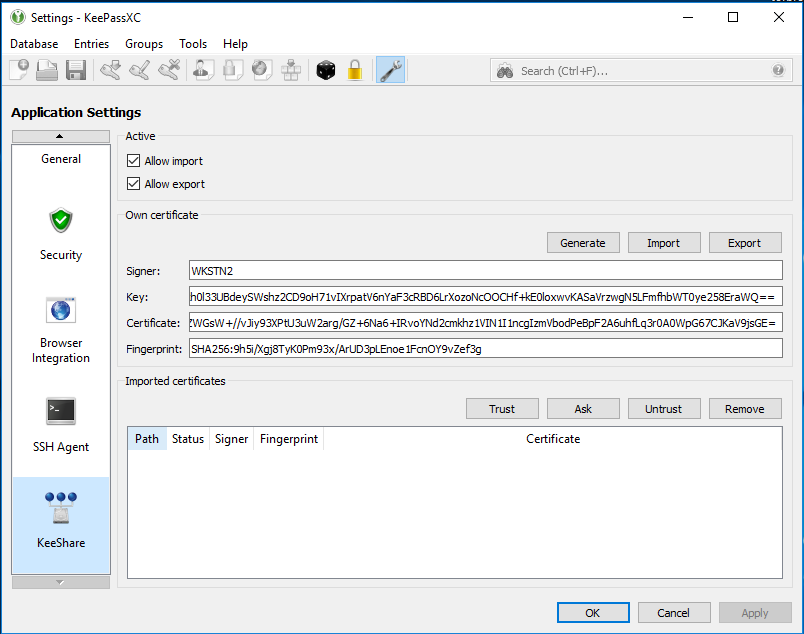 Settings - KeePassXC
Database Entries Groups Tools Help
Search (Ctrl+F)...
Application Settings
General
Security
Browser
Integration
SSH Agent
KeeShare
Active
Allow import
Allow export
Own certificate
Generate Import Export
Signer: WKSTN2
Key: h0l33UBdeySWshz2CD9oH71vIXrpatV6nYaF3cRBD6LrXozoNcOOCHf+kE0loxwvKASaVrzwgN5LFmfhbWT0ye258EraWQ==
Certificate: ZWGsW+//vJiy93XPtU3uW2arg/GZ+6Na6+IRvoYNd2cmkhz1VIN1I1ncgIzmVbodPeBpF2A6uhfLq3r0A0WpG67CJKaV9jsGE=
Fingerprint: SHA256:9h5i/Xgj8TyK0Pm93x/ArUD3pLEnoe1FcnOY9vZef3g
Imported certificates
Trust Ask Untrust Remove
Path Status Signer Fingerprint Certificate
OK Cancel Apply